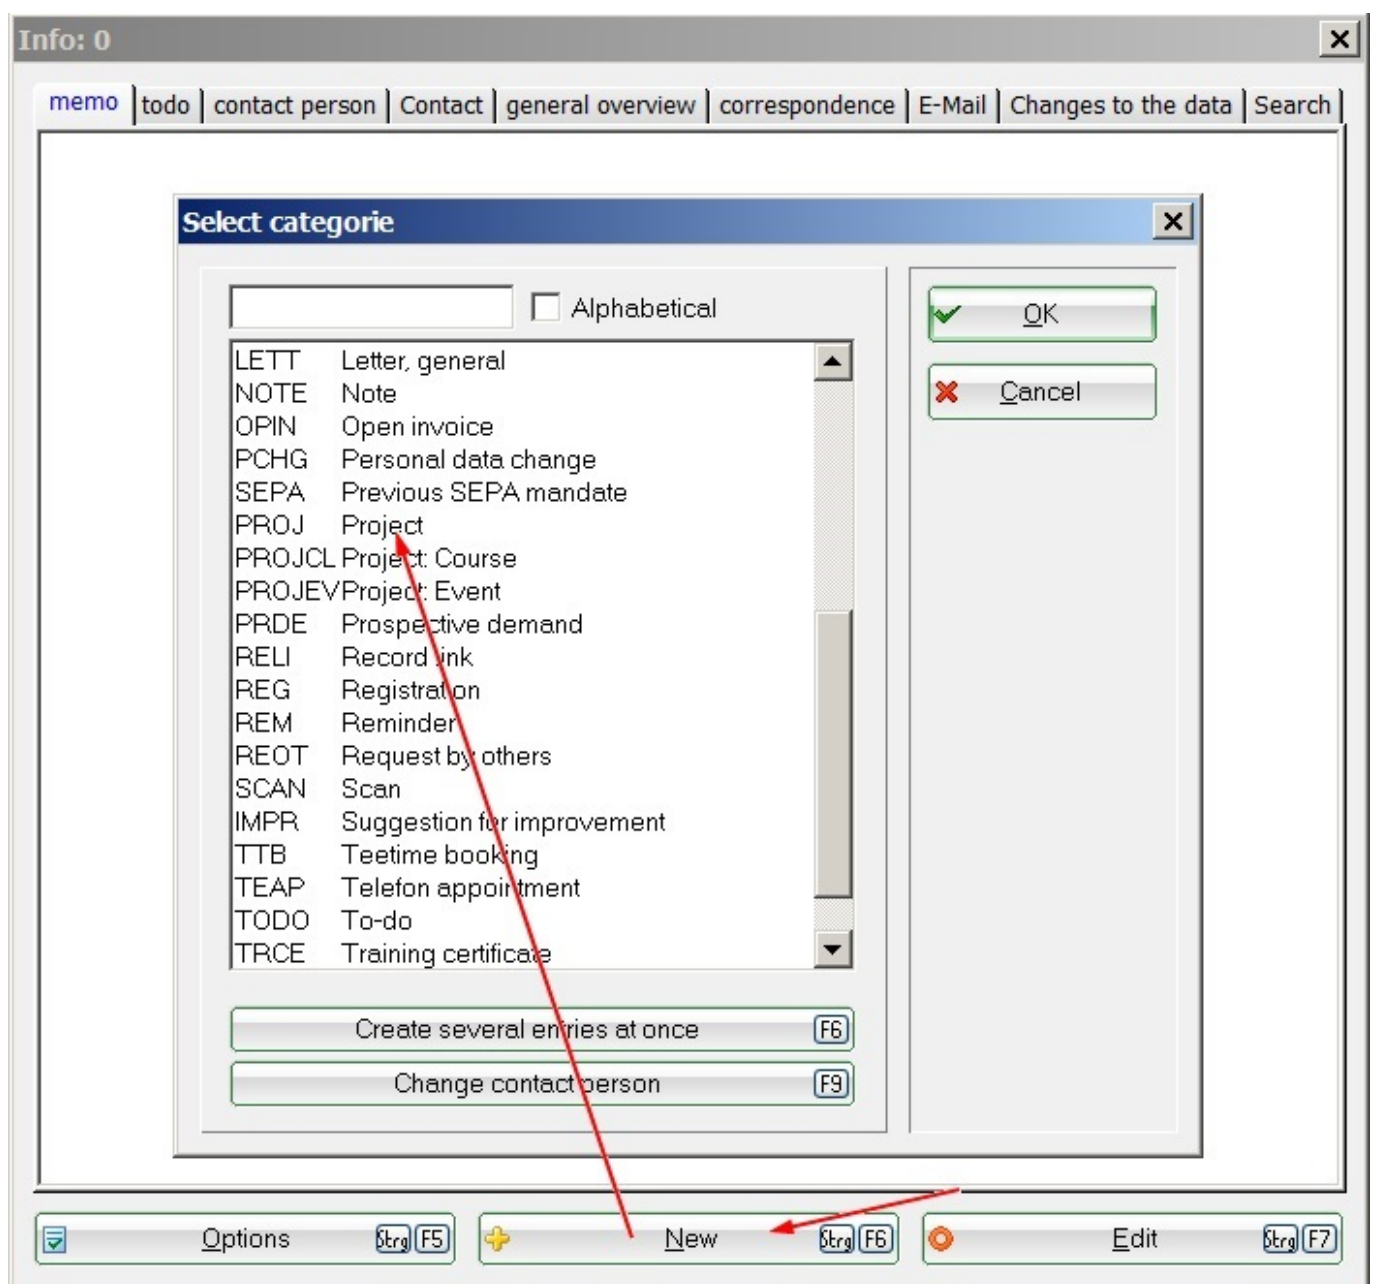 Info: 0
memo todo contact person Contact general overview correspondence E-Mail Changes to the data Search
Select categorie
Alphabetical
OK
Cancel
LETT Letter, general
NOTE Note
OPIN Open invoice
PCHG Personal data change
SEPA Previous SEPA mandate
PROJ Project
PROJCL Project: Course
PROJEV Project: Event
PRDE Prospective demand
RELI Record link
REG Registration
REM Reminder
REOT Request by others
SCAN Scan
IMPR Suggestion for improvement
TTB Teetime booking
TEAP Telefon appointment
TODO To-do
TRCE Training certificate
Create several entries at once F6
Change contact person F9
Options Strg F5 New Strg F6 Edit Strg F7